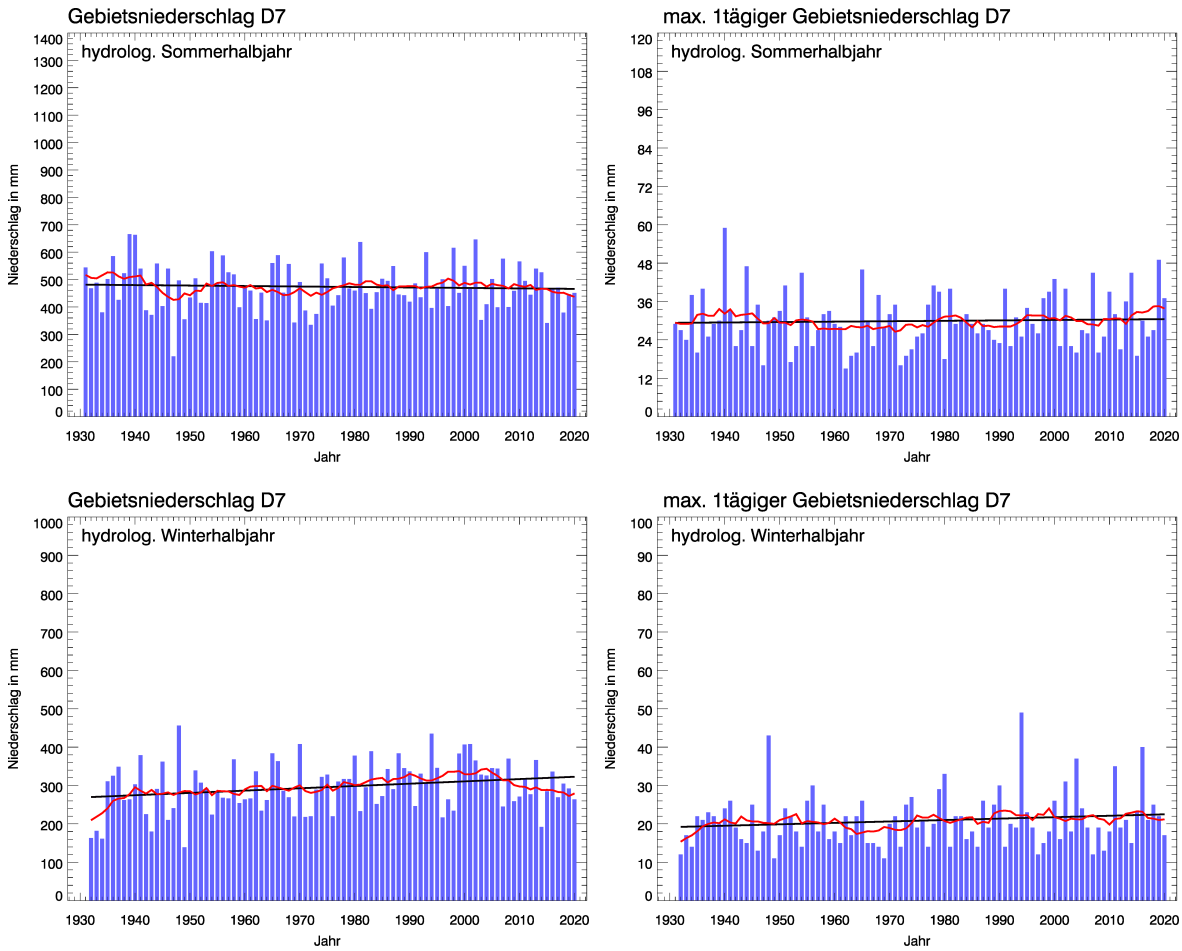 Gebietsniederschlag D7
hydrolog. Sommerhalbjahr
Niederschlag in mm
1400
1300
1200
1100
1000
900
800
700
600
500
400
300
200
100
0
1930 1940 1950 1960 1970 1980 1990 2000 2010 2020
Jahr
max. 1tägiger Gebietsniederschlag D7
hydrolog. Sommerhalbjahr
Niederschlag in mm
120
108
96
84
72
60
48
36
24
12
0
1930 1940 1950 1960 1970 1980 1990 2000 2010 2020
Jahr
Gebietsniederschlag D7
hydrolog. Winterhalbjahr
Niederschlag in mm
1000
900
800
700
600
500
400
300
200
100
0
1930 1940 1950 1960 1970 1980 1990 2000 2010 2020
Jahr
max. 1tägiger Gebietsniederschlag D7
hydrolog. Winterhalbjahr
Niederschlag in mm
100
90
80
70
60
50
40
30
20
10
0
1930 1940 1950 1960 1970 1980 1990 2000 2010 2020
Jahr